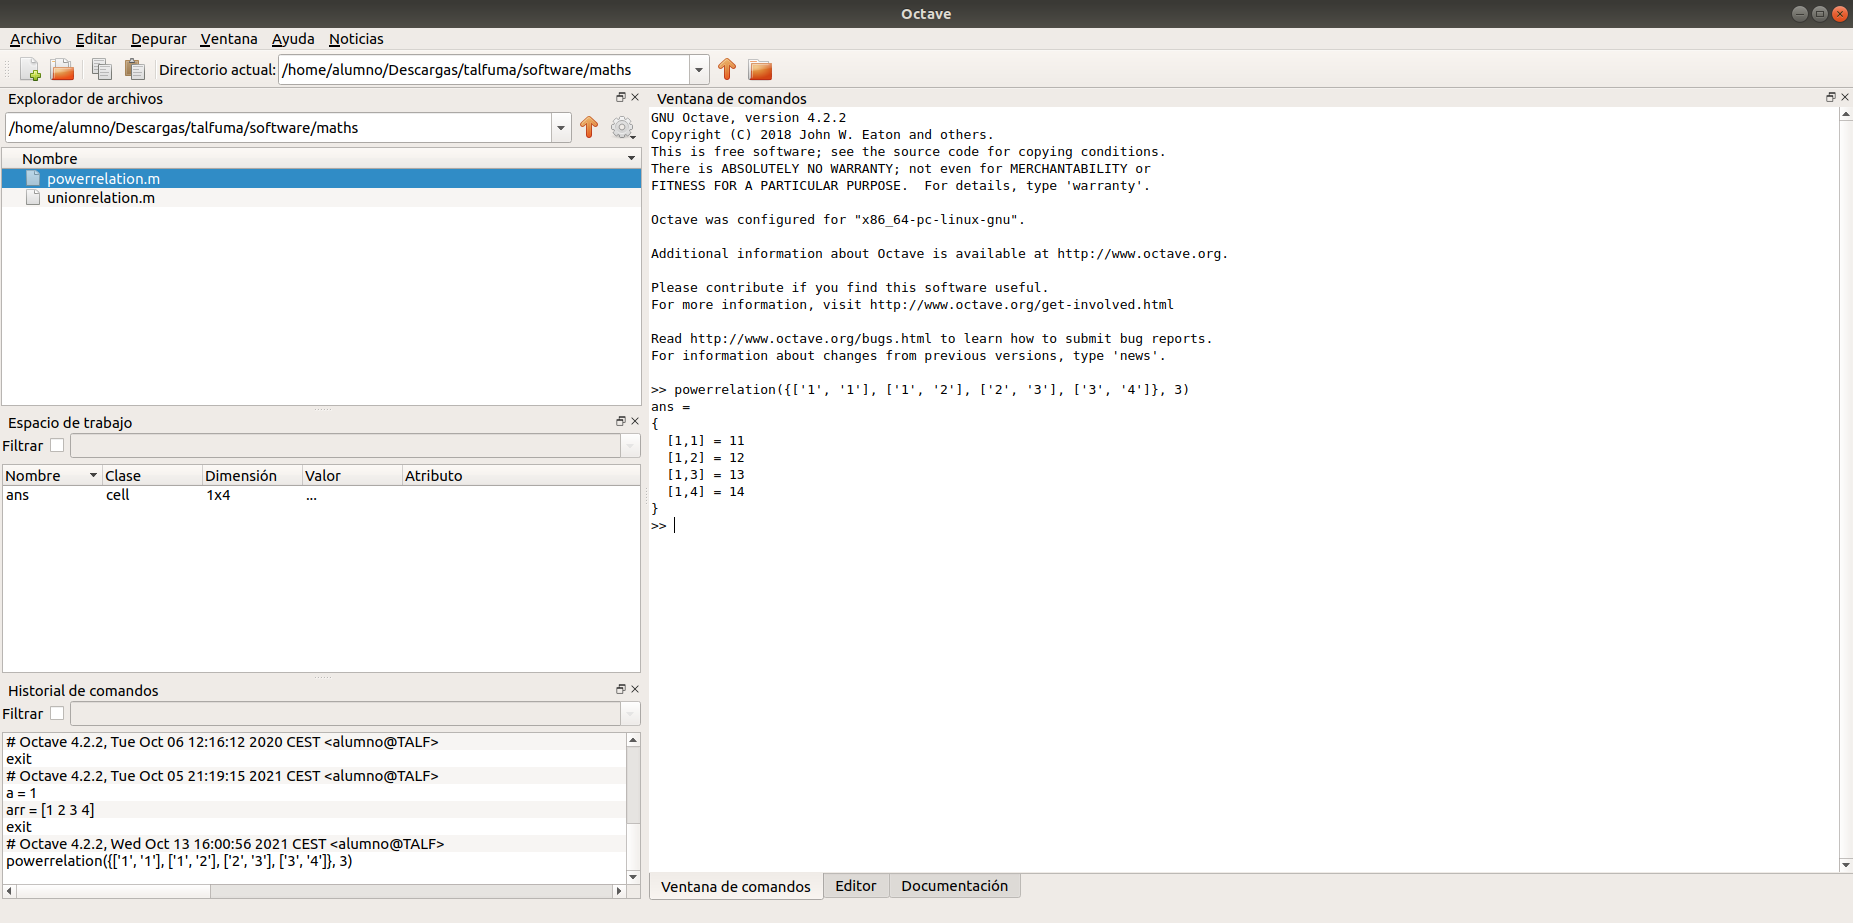 Octave
Archivo Editar Depurar Ventana Ayuda Noticias
Directorio actual: /home/alumno/Descargas/talfuma/software/maths
Explorador de archivos
/home/alumno/Descargas/talfuma/software/maths
Nombre
powerrelation.m
unionrelation.m
Espacio de trabajo
Filtrar
Nombre Clase Dimensión Valor Atributo
ans cell 1x4 ...
Historial de comandos
Filtrar
# Octave 4.2.2, Tue Oct 06 12:16:12 2020 CEST <alumno@TALF>
exit
# Octave 4.2.2, Tue Oct 05 21:19:15 2021 CEST <alumno@TALF>
a = 1
arr = [1 2 3 4]
exit
# Octave 4.2.2, Wed Oct 13 16:00:56 2021 CEST <alumno@TALF>
powerrelation({['1', '1'], ['1', '2'], ['2', '3'], ['3', '4']}, 3)
Ventana de comandos
GNU Octave, version 4.2.2
Copyright (C) 2018 John W. Eaton and others.
This is free software; see the source code for copying conditions.
There is ABSOLUTELY NO WARRANTY; not even for MERCHANTABILITY or
FITNESS FOR A PARTICULAR PURPOSE.  For details, type 'warranty'.
Octave was configured for "x86_64-pc-linux-gnu".
Additional information about Octave is available at http://www.octave.org.
Please contribute if you find this software useful.
For more information, visit http://www.octave.org/get-involved.html
Read http://www.octave.org/bugs.html to learn how to submit bug reports.
For information about changes from previous versions, type 'news'.
>> powerrelation({['1', '1'], ['1', '2'], ['2', '3'], ['3', '4']}, 3)
ans =
{
  [1,1] = 11
  [1,2] = 12
  [1,3] = 13
  [1,4] = 14
}
>>
Ventana de comandos Editor Documentación